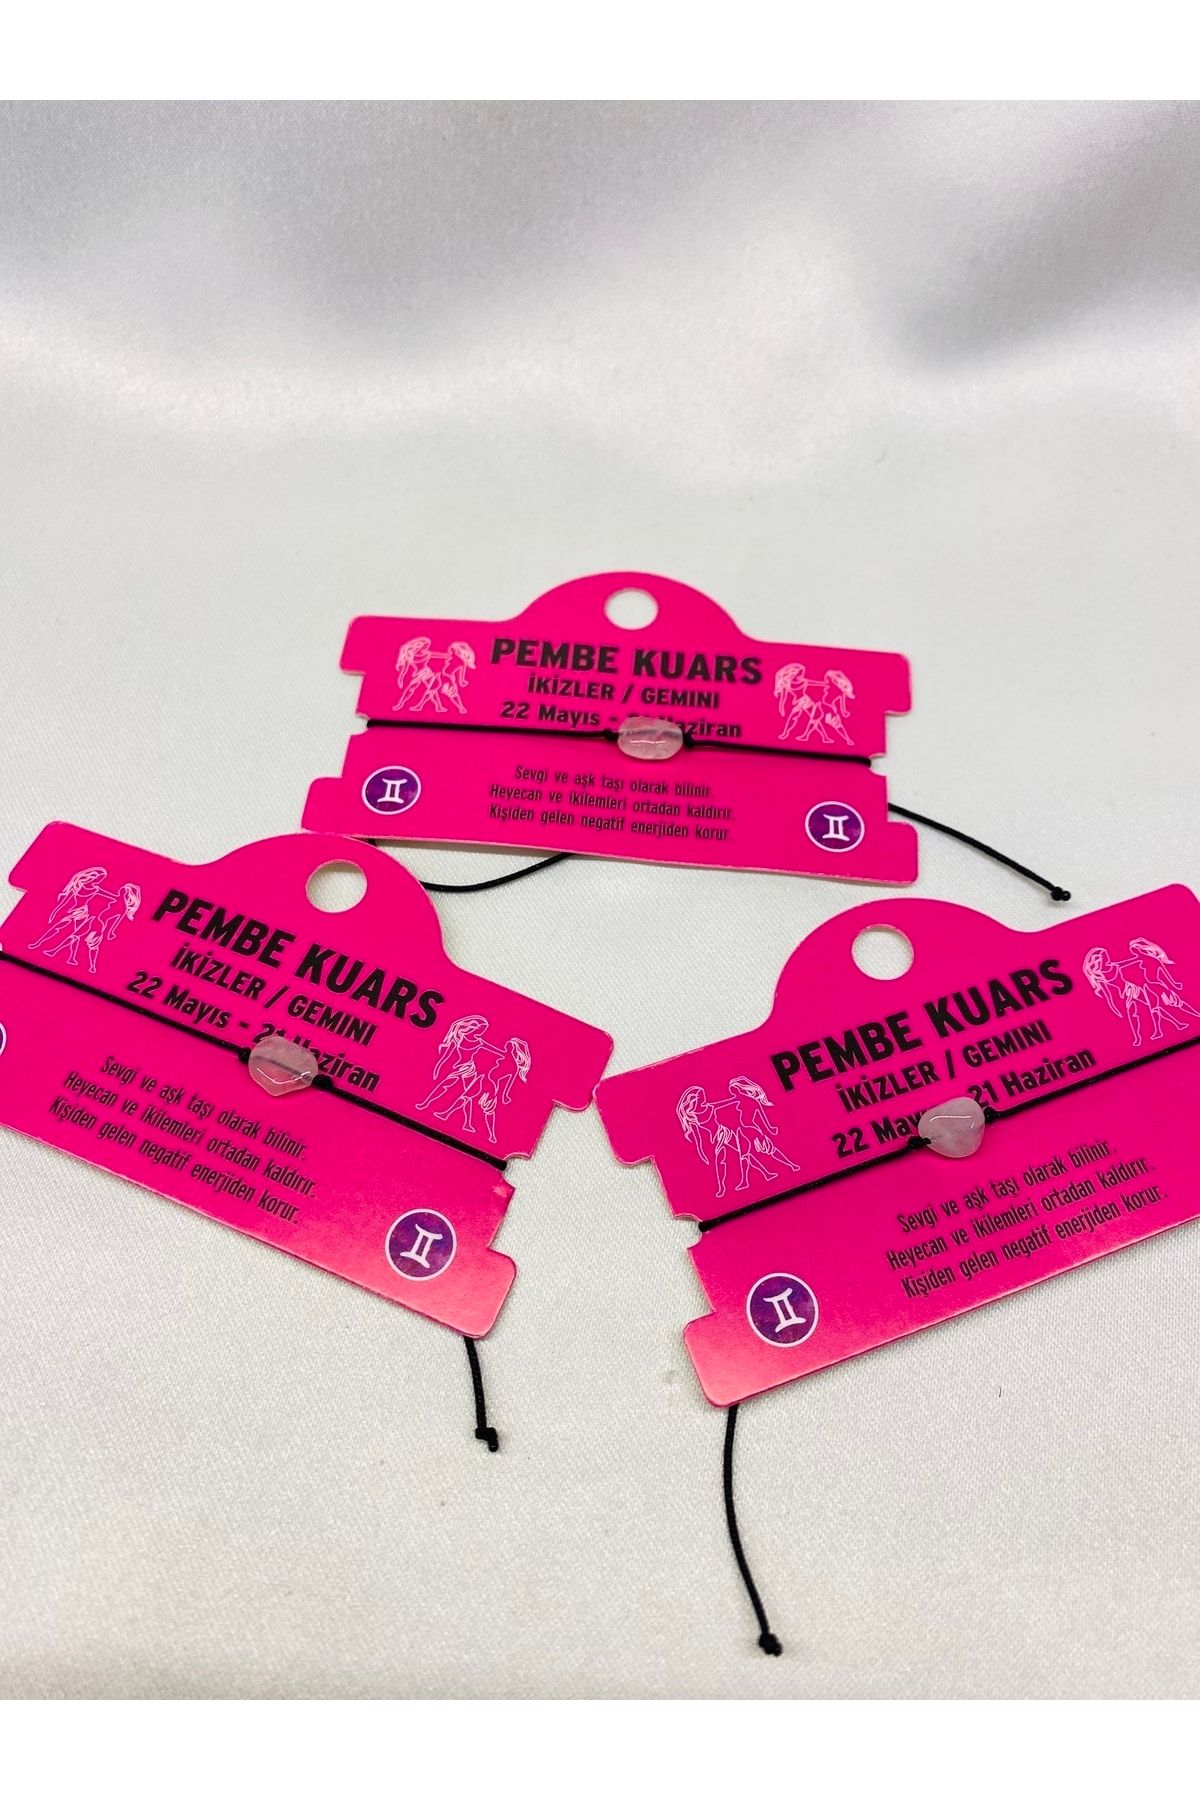 PEMBE KUARS
İKİZLER / GEMINI
22 Mayıs - 21 Haziran
Sevgi ve aşk taşı olarak bilinir.
Heyecan ve ikilemleri ortadan kaldırır.
Kişiden gelen negatif enerjiden korur.
PEMBE KUARS
İKİZLER / GEMINI
22 Mayıs - 21 Haziran
Sevgi ve aşk taşı olarak bilinir.
Heyecan ve ikilemleri ortadan kaldırır.
Kişiden gelen negatif enerjiden korur.
PEMBE KUARS
İKİZLER / GEMINI
22 Mayıs 21 Haziran
Sevgi ve aşk taşı olarak bilinir.
Heyecan ve ikilemleri ortadan kaldırır.
Kişiden gelen negatif enerjiden korur.